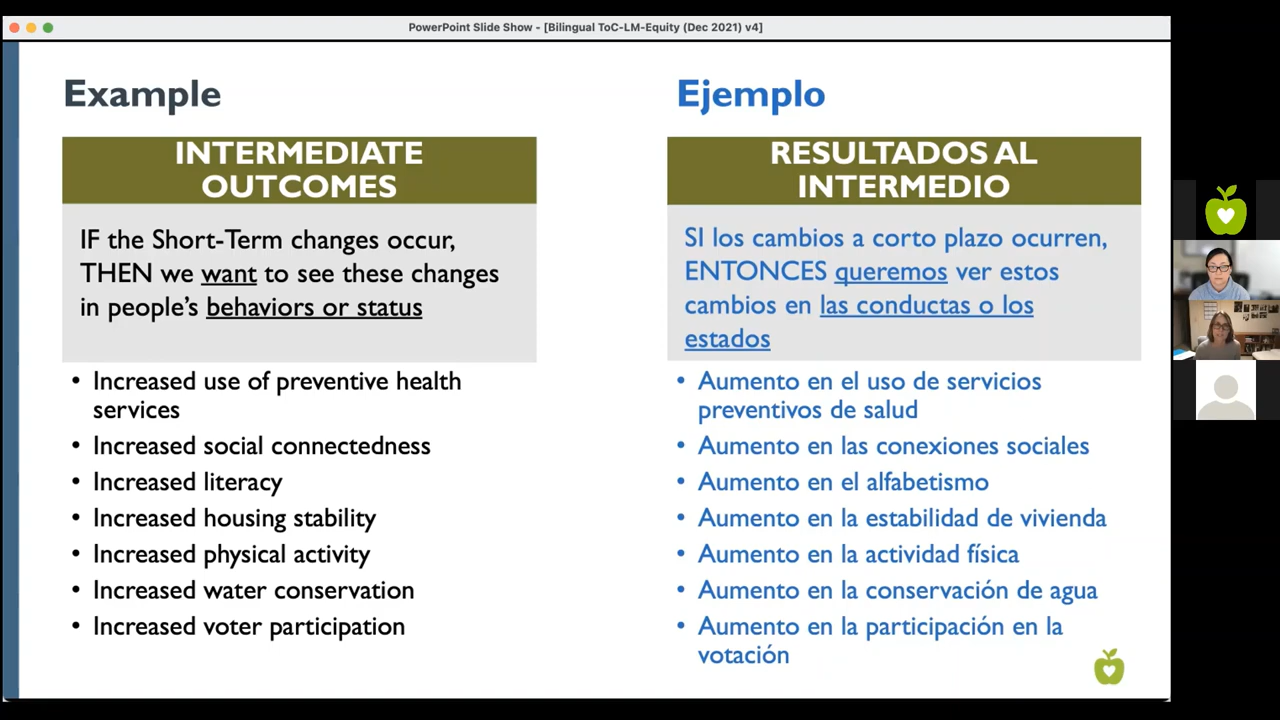 PowerPoint Slide Show - [Bilingual ToC-LM-Equity (Dec 2021) v4]
Example
INTERMEDIATE
OUTCOMES
IF the Short-Term changes occur,
THEN we want to see these changes
in people’s behaviors or status
• Increased use of preventive health
services
• Increased social connectedness
• Increased literacy
• Increased housing stability
• Increased physical activity
• Increased water conservation
• Increased voter participation
Ejemplo
RESULTADOS AL
INTERMEDIO
SI los cambios a corto plazo ocurren,
ENTONCES queremos ver estos
cambios en las conductas o los
estados
• Aumento en el uso de servicios
preventivos de salud
• Aumento en las conexiones sociales
• Aumento en el alfabetismo
• Aumento en la estabilidad de vivienda
• Aumento en la actividad física
• Aumento en la conservación de agua
• Aumento en la participación en la
votación